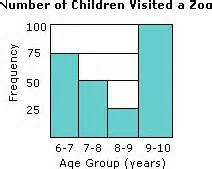 Number of Children Visited a Zoo
100
75
50
25
Frequency
6-7 7-8 8-9 9-10
Age Group (years)